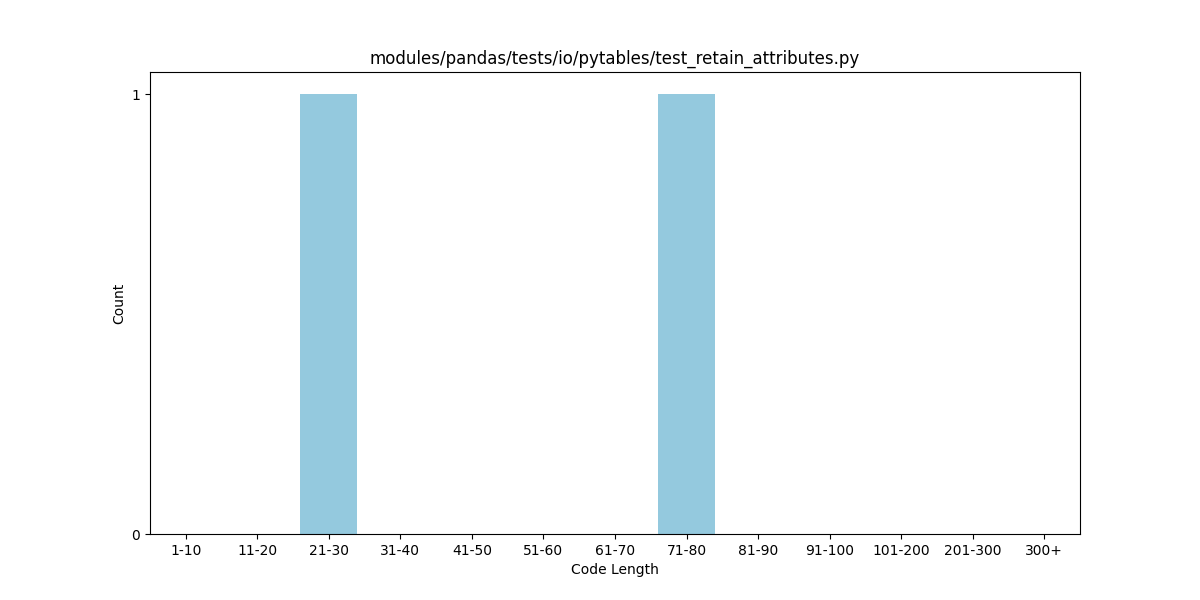 modules/pandas/tests/io/pytables/test_retain_attributes.py
1
Count
0
1-10 11-20 21-30 31-40 41-50 51-60 61-70 71-80 81-90 91-100 101-200 201-300 300+
Code Length